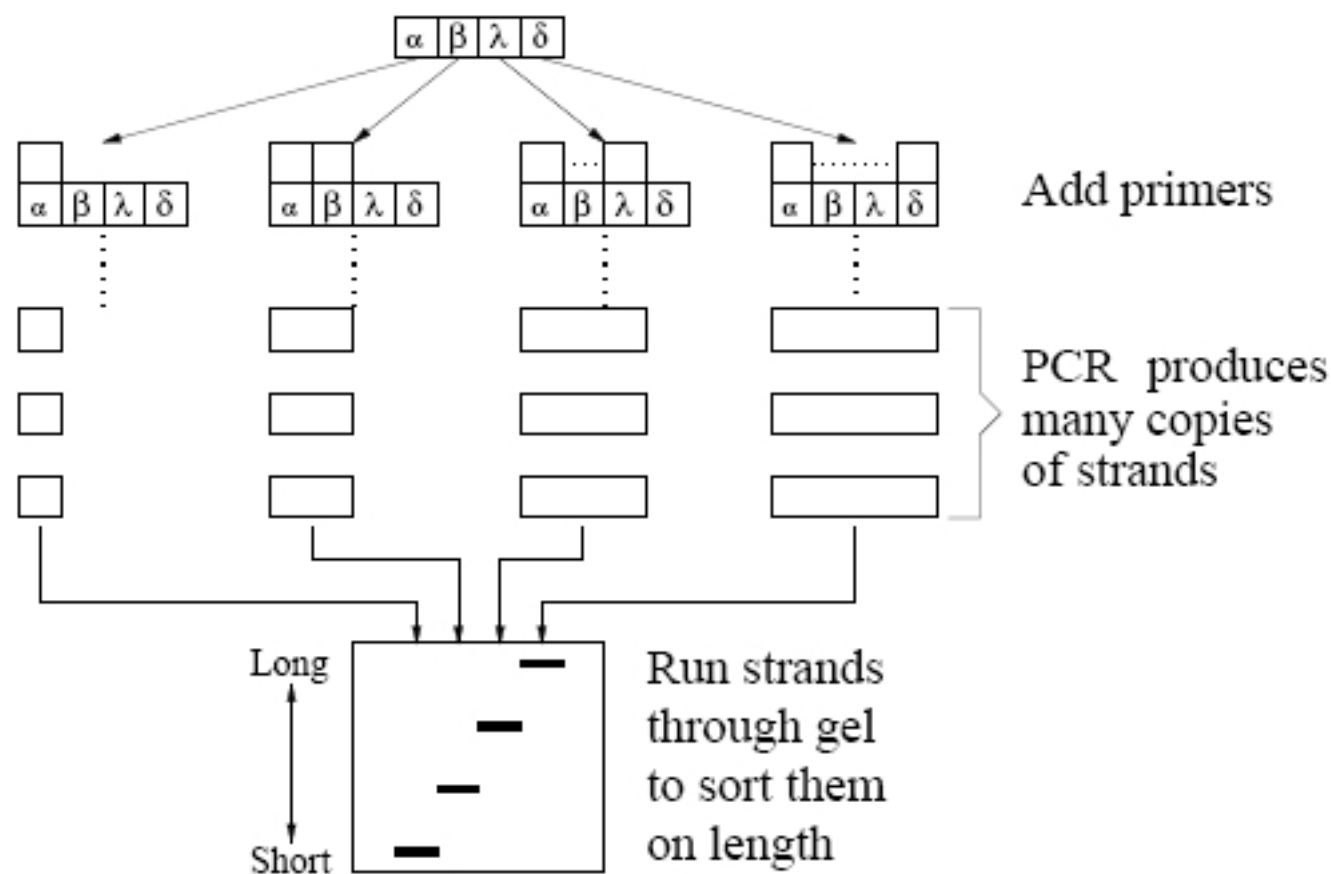 α β λ δ
α β λ δ
α β λ δ
α β λ δ
α β λ δ
Add primers
PCR produces
many copies
of strands
Long
Short
Run strands
through gel
to sort them
on length